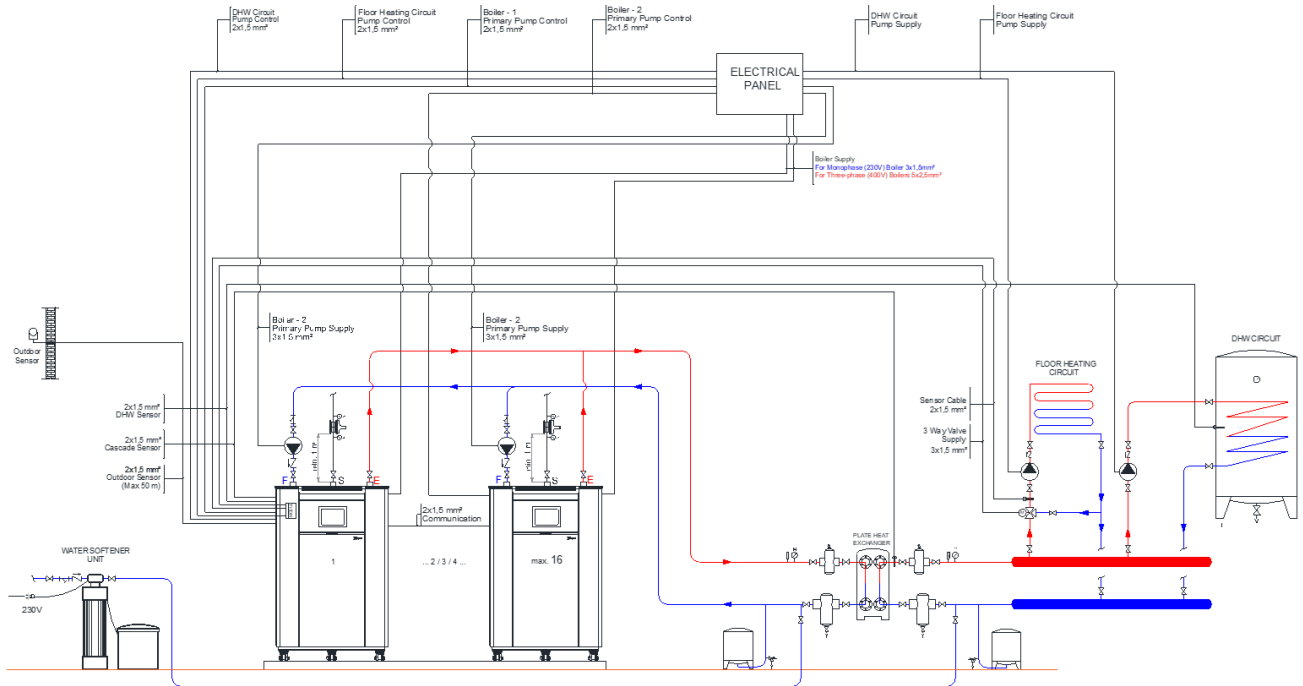 DHW Circuit
Pump Control
2x1,5 mm²
Floor Heating Circuit
Pump Control
2x1,5 mm²
Boiler - 1
Primary Pump Control
2x1,5 mm²
Boiler - 2
Primary Pump Control
2x1,5 mm²
DHW Circuit
Pump Supply
Floor Heating Circuit
Pump Supply
ELECTRICAL
PANEL
Boiler Supply
For Monophase (230V) Boiler 3x1,5mm²
For Three-phase (400V) Boilers 5x2,5mm²
Outdoor
Sensor
Boiler - 2
Primary Pump Supply
3x1,5 mm²
Boiler - 2
Primary Pump Supply
3x1,5 mm²
DHW CIRCUIT
FLOOR HEATING
CIRCUIT
2x1,5 mm²
DHW Sensor
2x1,5 mm²
Cascade Sensor
2x1,5 mm²
Outdoor Sensor
(Max 50 m)
Sensor Cable
2x1,5 mm²
3 Way Valve
Supply
3x1,5 mm²
min. 1 m
min. 1 m
F
S
E
F
S
E
2x1,5 mm²
Communication
PLATE HEAT
EXCHANGER
WATER SOFTENER
UNIT
230V
1
... 2 / 3 / 4 ...
max. 16